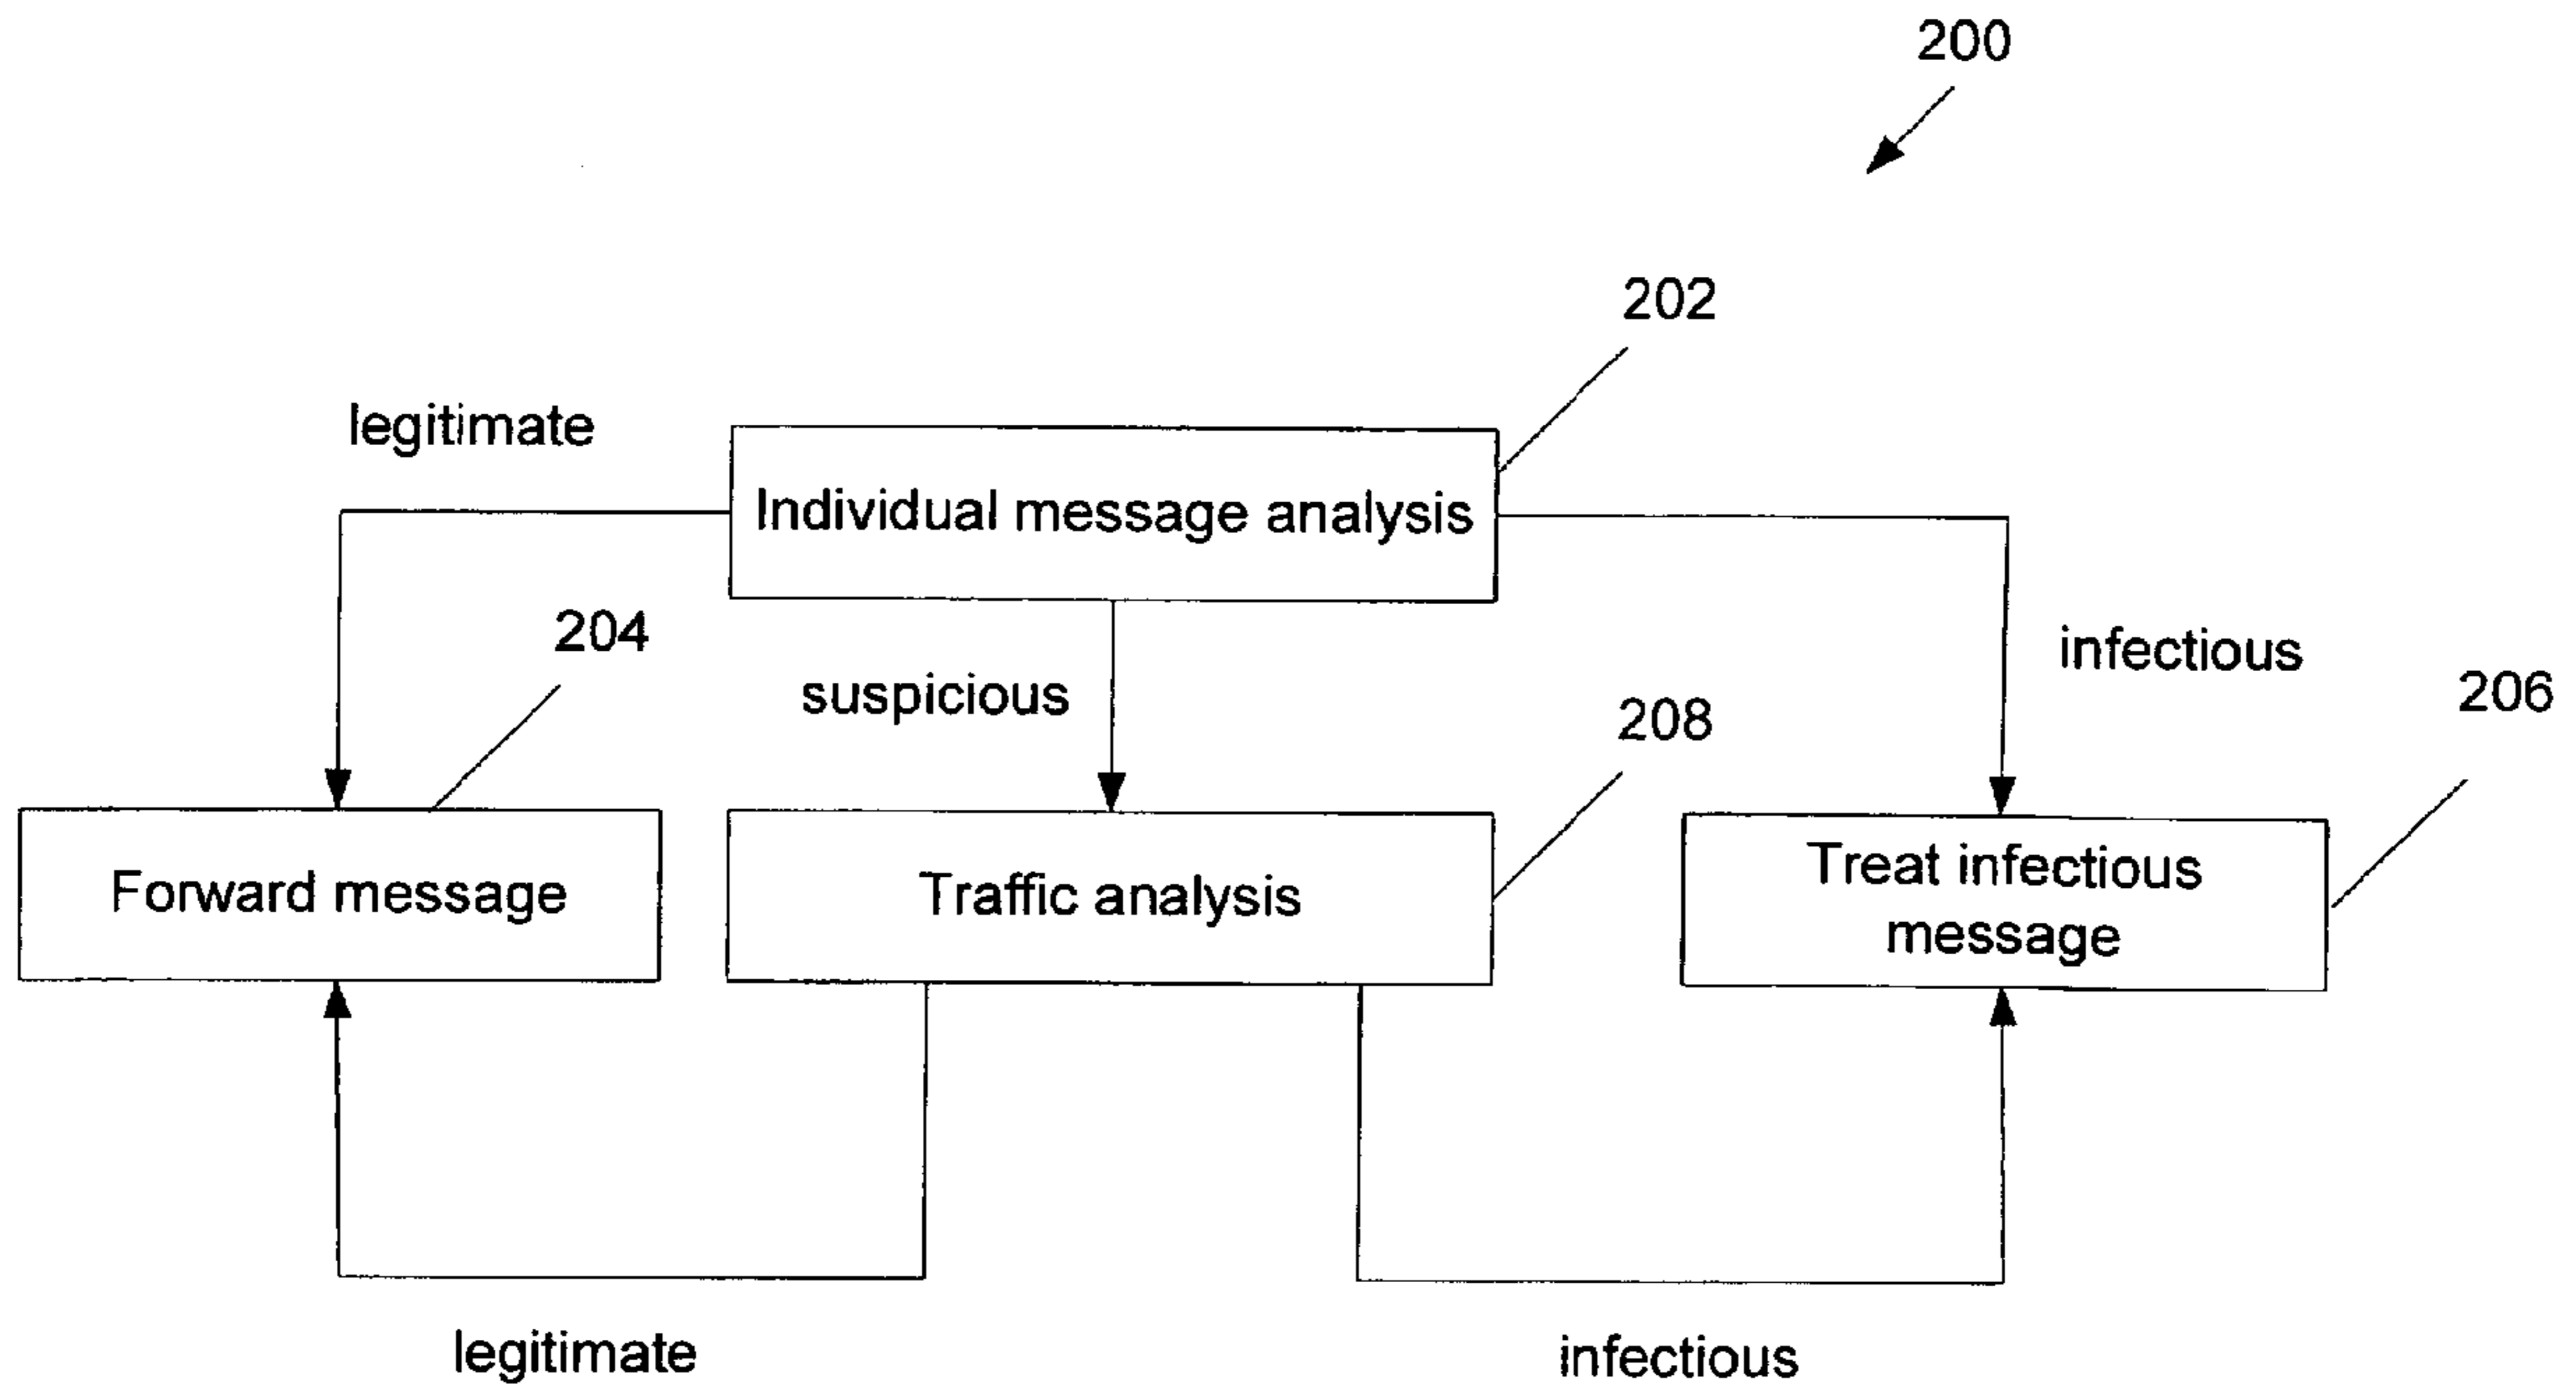 200
202
legitimate
Individual message analysis
204
infectious
suspicious
206
208
Forward message
Traffic analysis
Treat infectious
message
legitimate
infectious